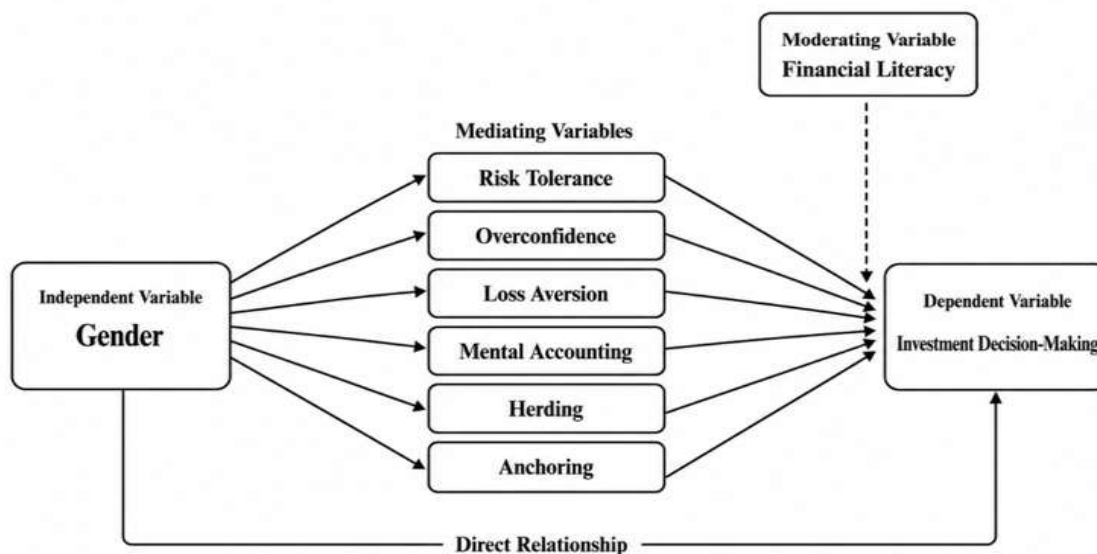 Moderating Variable
Financial Literacy
Mediating Variables
Risk Tolerance
Overconfidence
Loss Aversion
Mental Accounting
Herding
Anchoring
Independent Variable
Gender
Dependent Variable
Investment Decision-Making
Direct Relationship